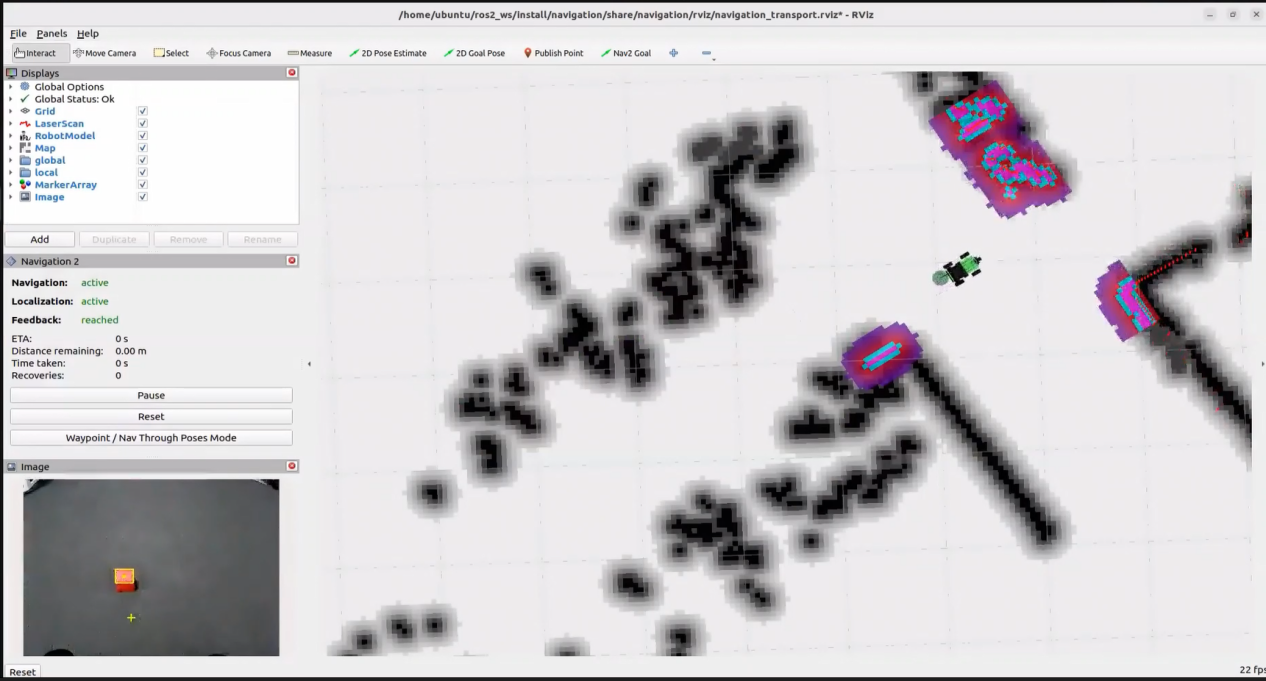 /home/ubuntu/ros2_ws/install/navigation/share/navigation/rviz/navigation_transport.rviz* - RViz
File Panels Help
Interact Move Camera Select Focus Camera Measure 2D Pose Estimate 2D Goal Pose Publish Point Nav2 Goal
Displays
Global Options
Global Status: Ok
Grid
LaserScan
RobotModel
Map
global
local
MarkerArray
Image
Add Duplicate Remove Rename
Navigation 2
Navigation: active
Localization: active
Feedback: reached
ETA: 0 s
Distance remaining: 0.00 m
Time taken: 0 s
Recoveries: 0
Pause
Reset
Waypoint / Nav Through Poses Mode
Image
Reset 22 fps